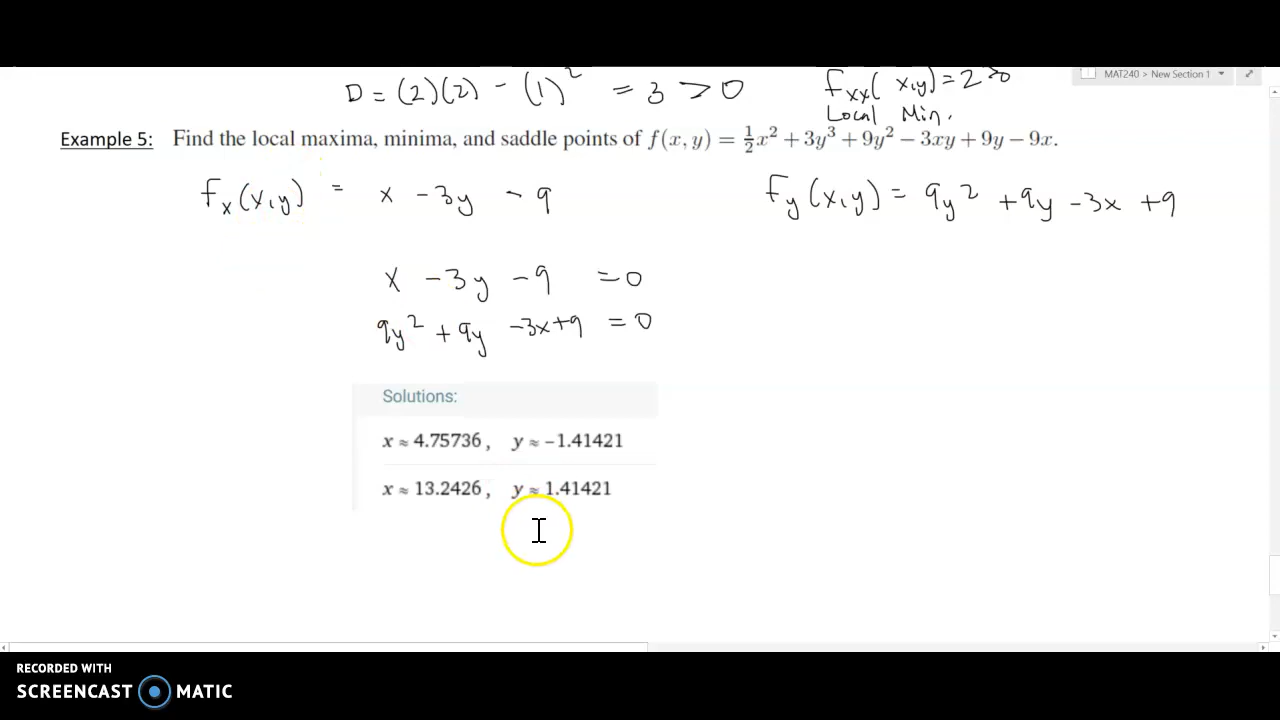 D = (2)(2) - (1)^2 = 3 > 0
f_xx(x,y) = 2 > 0
Local Min.
MAT240 > New Section 1
Example 5: Find the local maxima, minima, and saddle points of f(x, y) = ½x² + 3y³ + 9y² − 3xy + 9y − 9x.
f_x(x,y) = x - 3y - 9
f_y(x,y) = 9y² + 9y - 3x + 9
x - 3y - 9 = 0
9y² + 9y - 3x + 9 = 0
Solutions:
x ≈ 4.75736, y ≈ −1.41421
x ≈ 13.2426, y ≈ 1.41421
RECORDED WITH
SCREENCAST MATIC